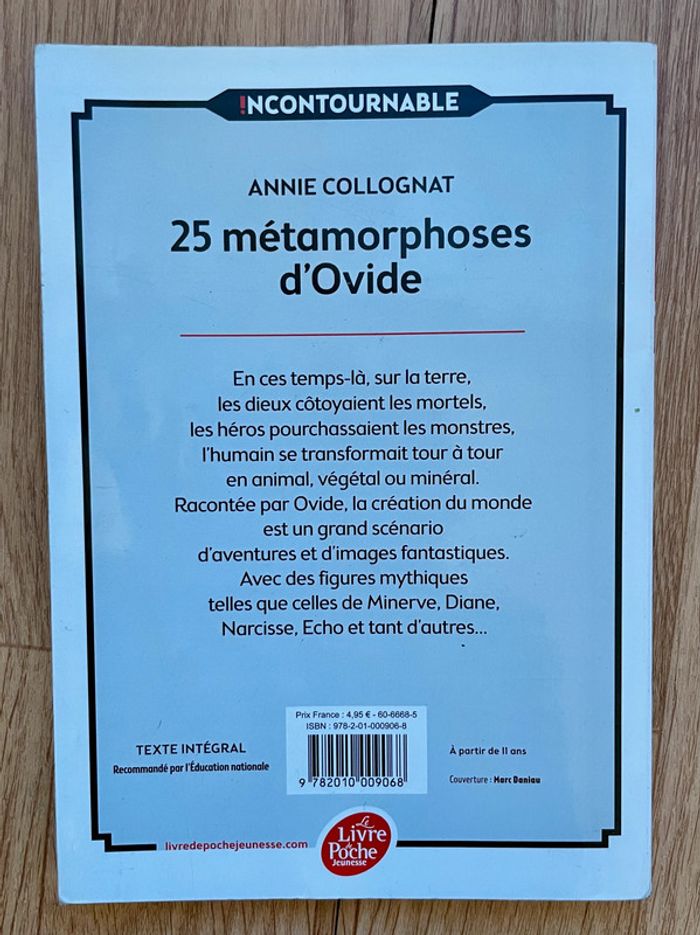 !NCONTOURNABLE
ANNIE COLLOGNAT
25 métamorphoses
d'Ovide
En ces temps-là, sur la terre,
les dieux côtoyaient les mortels,
les héros pourchassaient les monstres,
l'humain se transformait tour à tour
en animal, végétal ou minéral.
Racontée par Ovide, la création du monde
est un grand scénario
d'aventures et d'images fantastiques.
Avec des figures mythiques
telles que celles de Minerve, Diane,
Narcisse, Echo et tant d'autres...
Prix France : 4,95 € - 60-6668-5
ISBN : 978-2-01-000906-8
9 782010 009068
TEXTE INTÉGRAL
Recommandé par l'Éducation nationale
À partir de 11 ans
Couverture : Marc Daniau
livredepochejeunesse.com
Le
Livre
de
Poche
Jeunesse